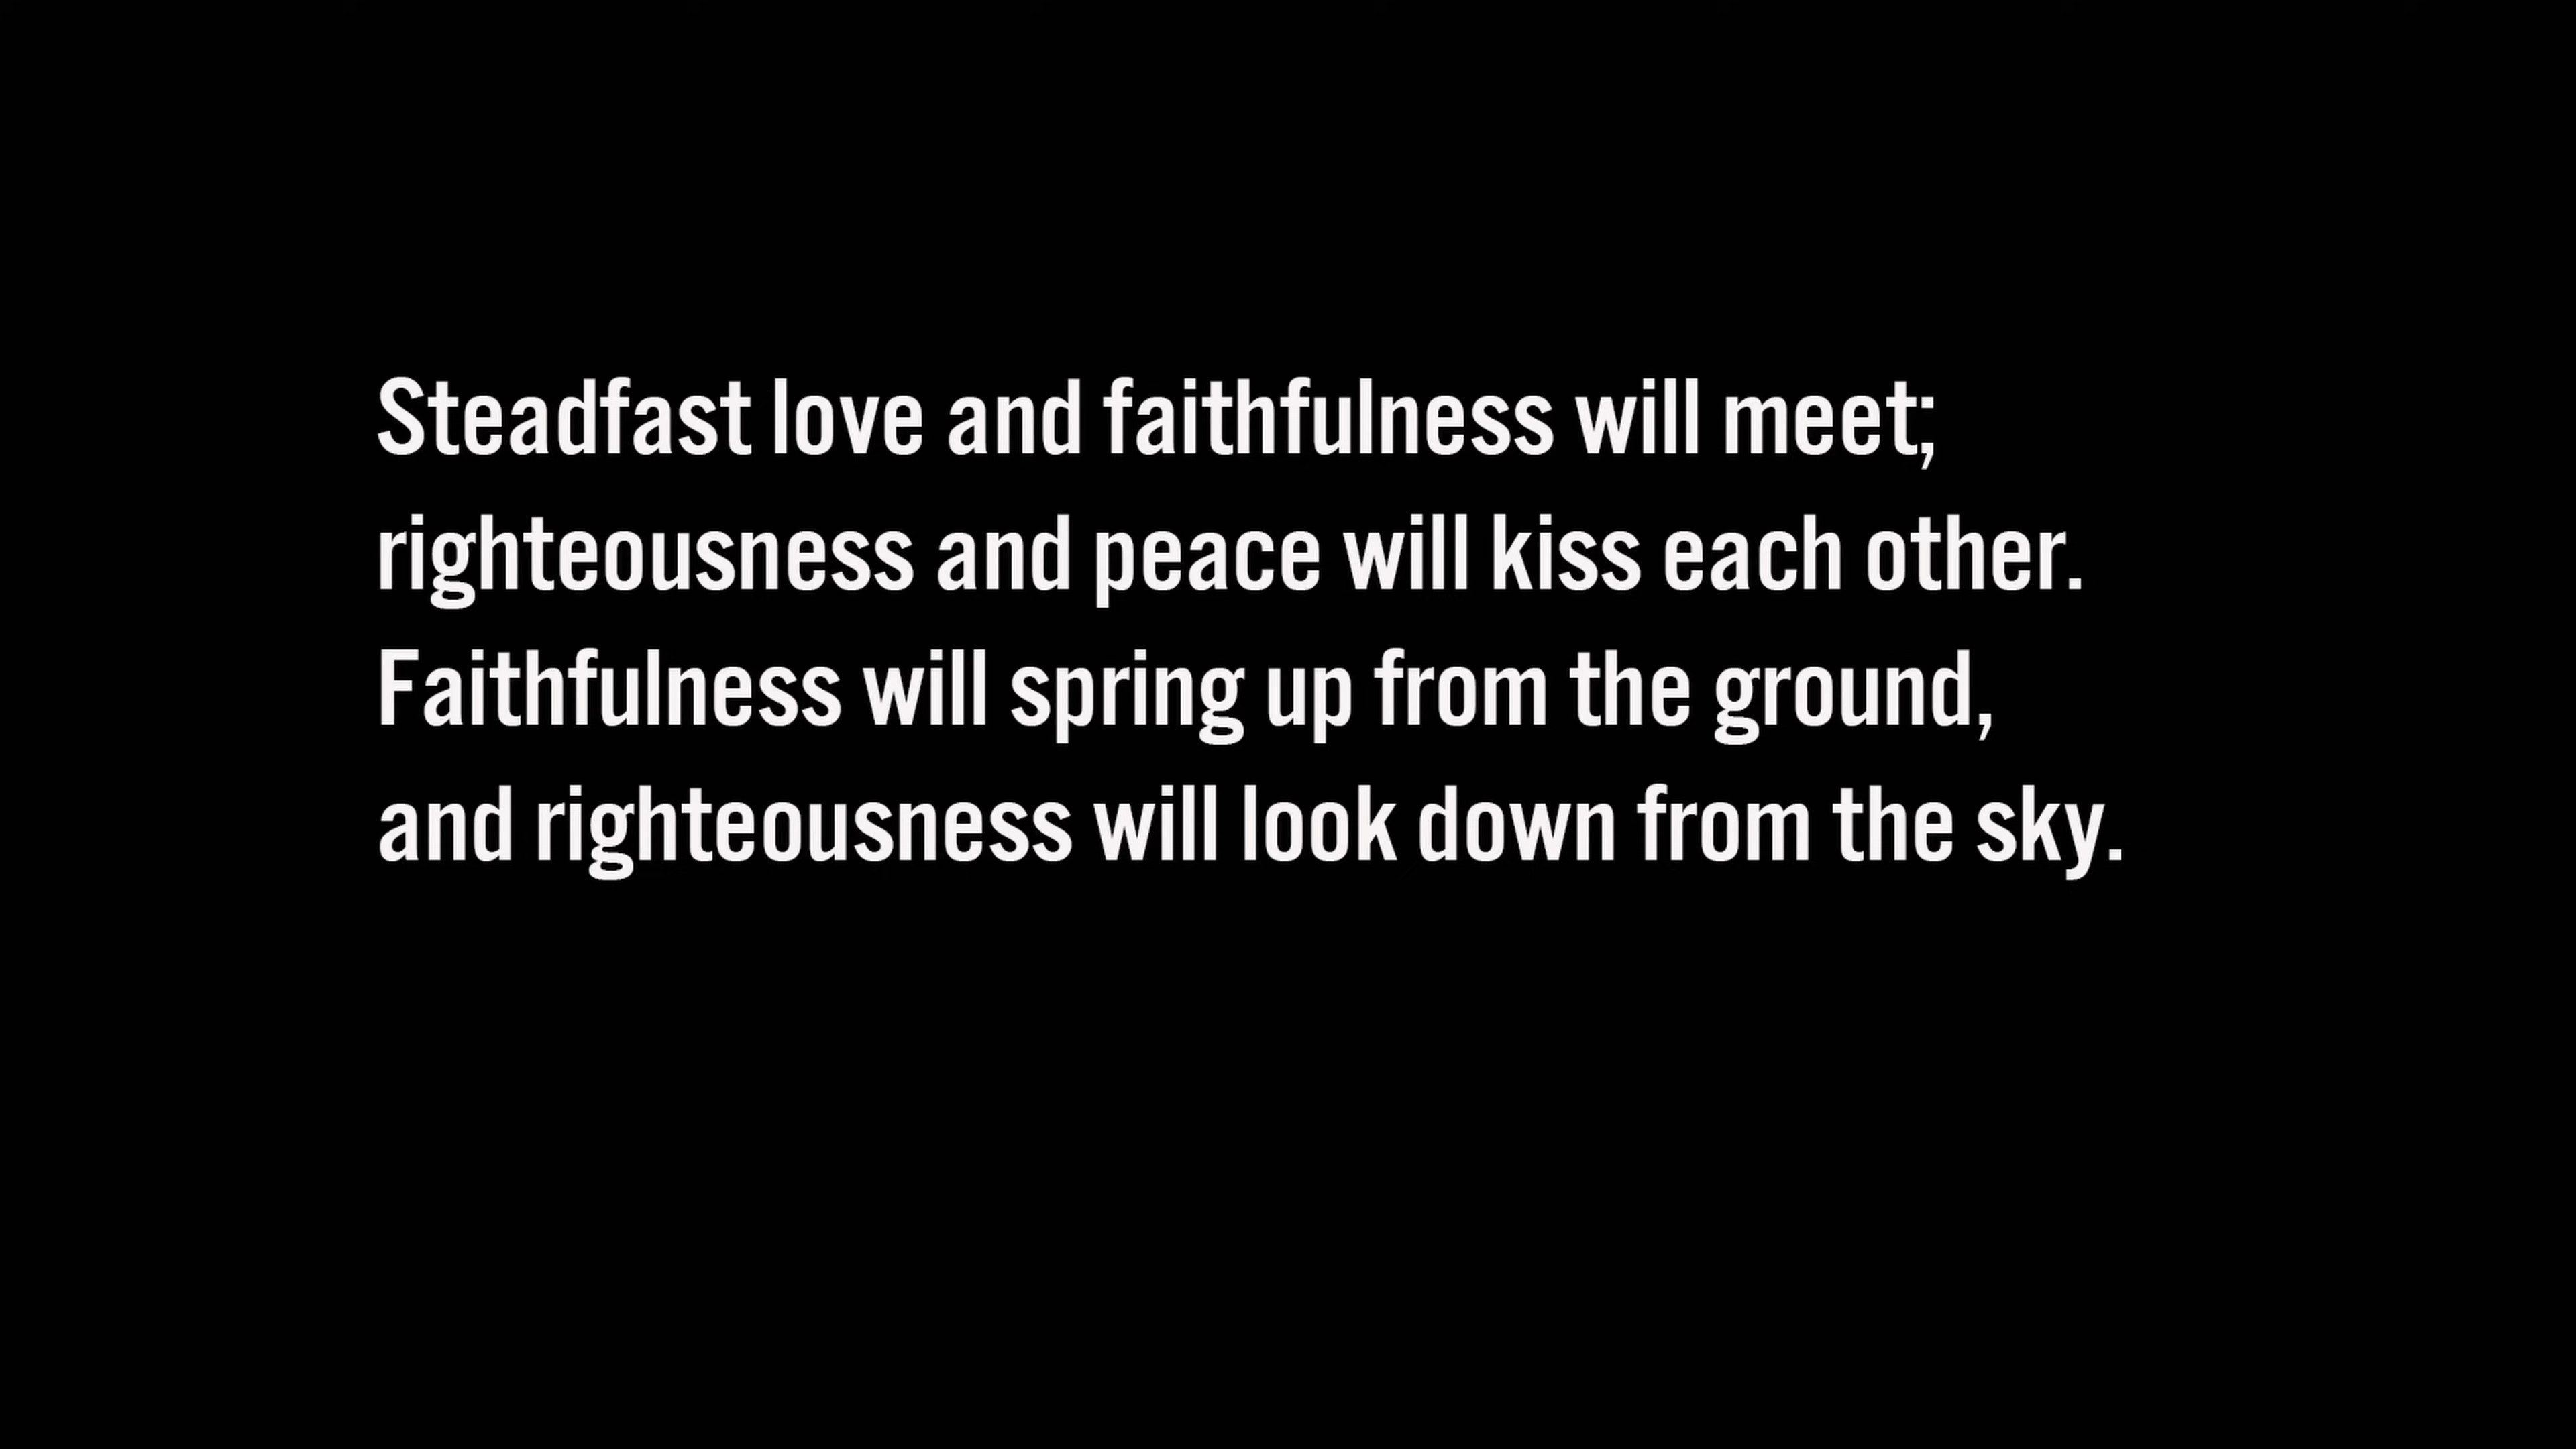 Steadfast love and faithfulness will meet;
righteousness and peace will kiss each other.
Faithfulness will spring up from the ground,
and righteousness will look down from the sky.